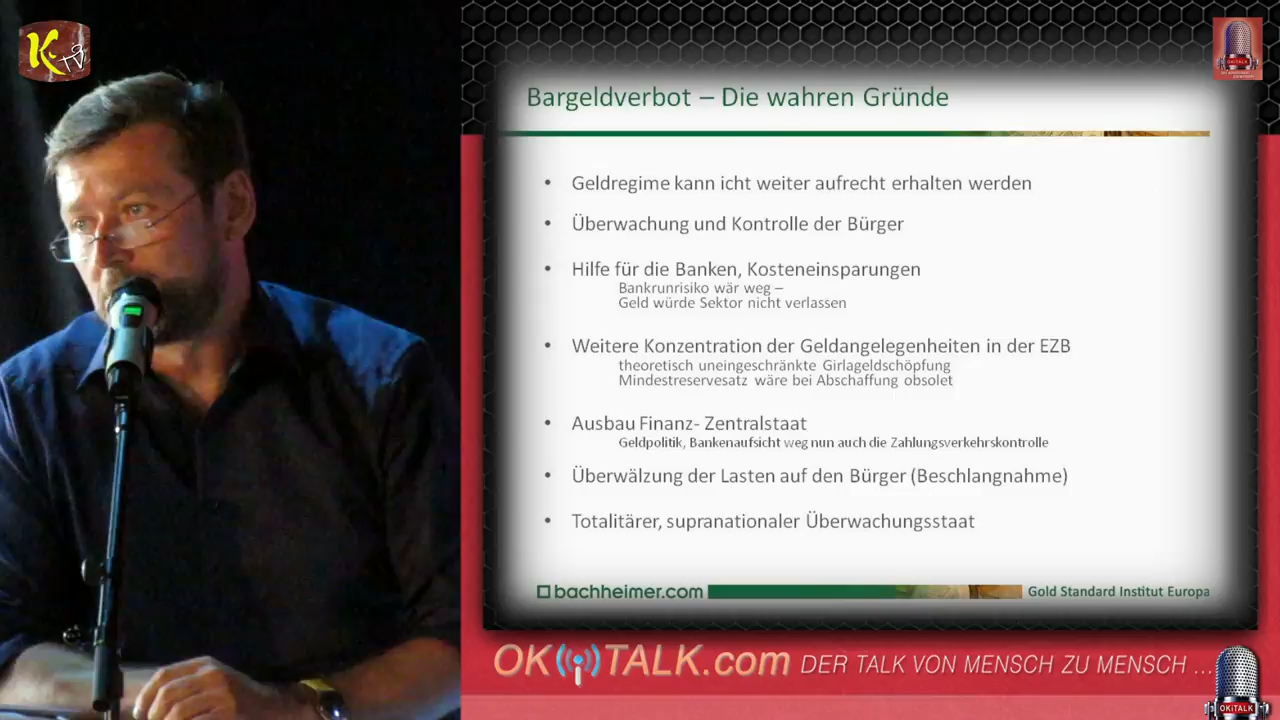 K
TV
OKiTALK
Bargeldverbot – Die wahren Gründe
• Geldregime kann icht weiter aufrecht erhalten werden
• Überwachung und Kontrolle der Bürger
• Hilfe für die Banken, Kosteneinsparungen
Bankrunrisiko wär weg –
Geld würde Sektor nicht verlassen
• Weitere Konzentration der Geldangelegenheiten in der EZB
theoretisch uneingeschränkte Girlageldschöpfung
Mindestreservesatz wäre bei Abschaffung obsolet
• Ausbau Finanz- Zentralstaat
Geldpolitik, Bankenaufsicht weg nun auch die Zahlungsverkehrskontrolle
• Überwälzung der Lasten auf den Bürger (Beschlangnahme)
• Totalitärer, supranationaler Überwachungsstaat
bachheimer.com
Gold Standard Institut Europa
OKiTALK.com DER TALK VON MENSCH ZU MENSCH ...
OKiTALK